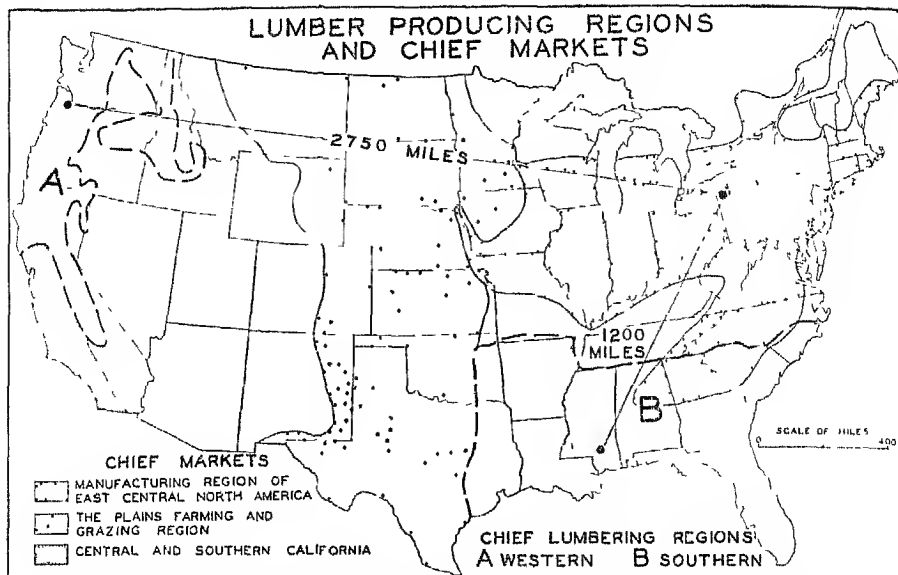 LUMBER PRODUCING REGIONS
AND CHIEF MARKETS
2750 MILES
A
1200
MILES
B
SCALE OF MILES
0 400
CHIEF MARKETS
MANUFACTURING REGION OF
EAST CENTRAL NORTH AMERICA
THE PLAINS FARMING AND
GRAZING REGION
CENTRAL AND SOUTHERN CALIFORNIA
CHIEF LUMBERING REGIONS
A WESTERN B SOUTHERN